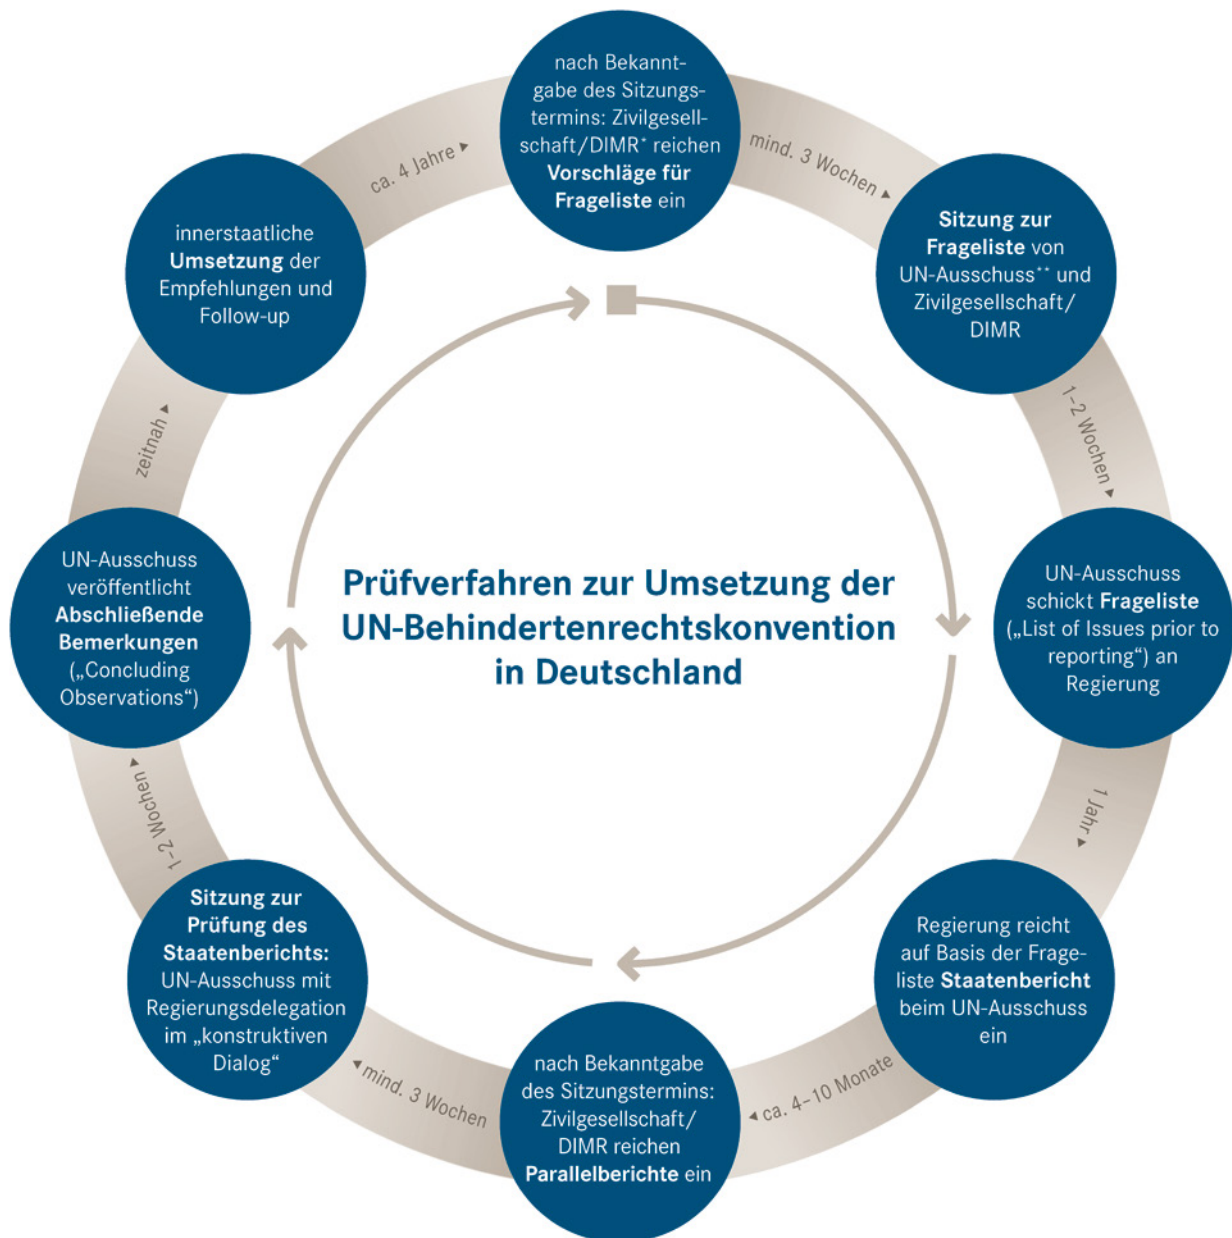 nach Bekannt-
gabe des Sitzungs-
termins: Zivilgesell-
schaft/DIMR* reichen
Vorschläge für
Frageliste ein
mind. 3 Wochen ►
Sitzung zur
Frageliste von
UN-Ausschuss** und
Zivilgesellschaft/
DIMR
1–2 Wochen ►
UN-Ausschuss
schickt Frageliste
(„List of Issues prior to
reporting“) an
Regierung
1 Jahr ►
Regierung reicht
auf Basis der Frage-
liste Staatenbericht
beim UN-Ausschuss
ein
◄ ca. 4–10 Monate
nach Bekanntgabe
des Sitzungstermins:
Zivilgesellschaft/
DIMR reichen
Parallelberichte ein
◄ mind. 3 Wochen
Sitzung zur
Prüfung des
Staatenberichts:
UN-Ausschuss mit
Regierungsdelegation
im „konstruktiven
Dialog“
1–2 Wochen ►
UN-Ausschuss
veröffentlicht
Abschließende
Bemerkungen
(„Concluding
Observations“)
zeitnah ►
innerstaatliche
Umsetzung der
Empfehlungen und
Follow-up
ca. 4 Jahre ►
Prüfverfahren zur Umsetzung der
UN-Behindertenrechtskonvention
in Deutschland